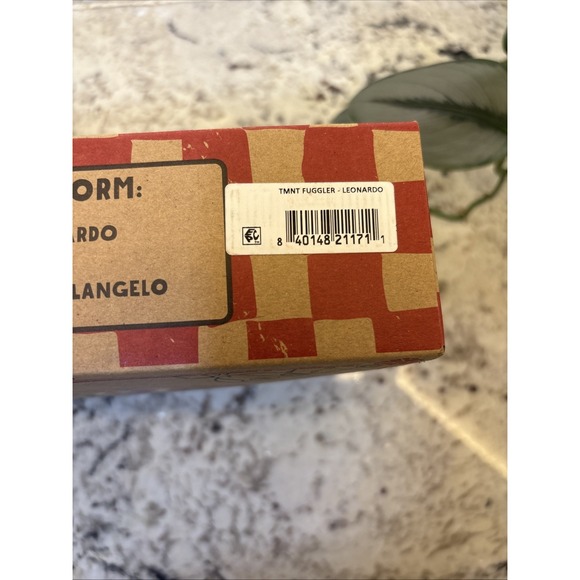 ORM:
ARDO
LANGELO
TMNT FUGGLER - LEONARDO
8 40148 21171 1